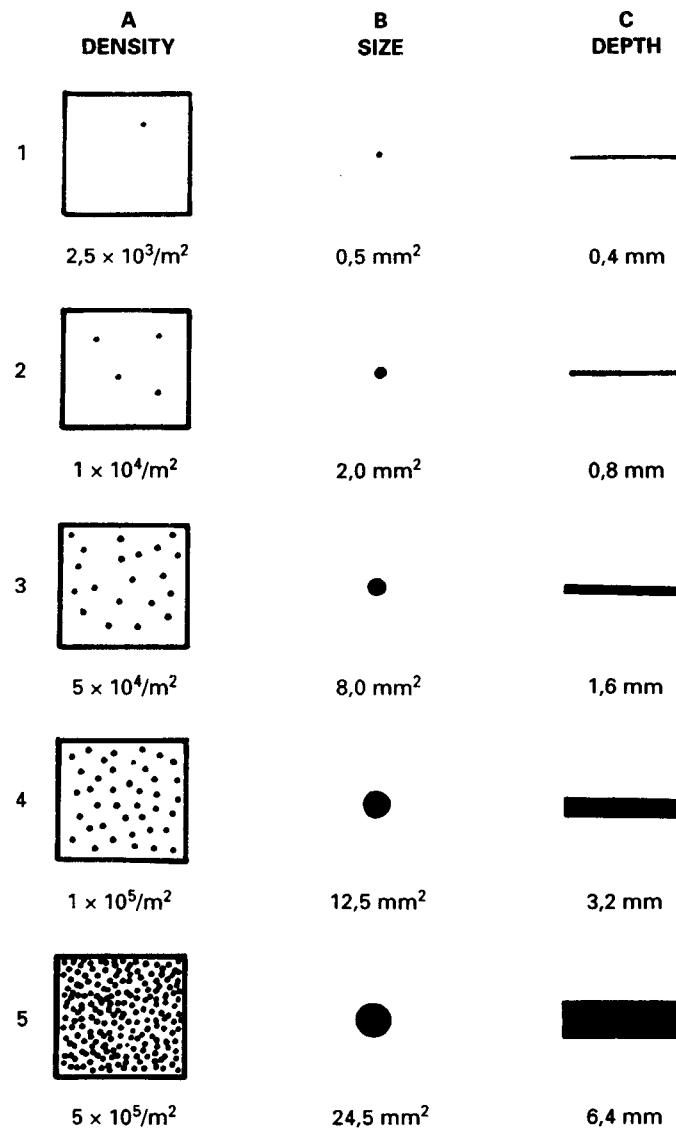 A B C
DENSITY SIZE DEPTH
1
2,5 × 10³/m² 0,5 mm² 0,4 mm
2
1 × 10⁴/m² 2,0 mm² 0,8 mm
3
5 × 10⁴/m² 8,0 mm² 1,6 mm
4
1 × 10⁵/m² 12,5 mm² 3,2 mm
5
5 × 10⁵/m² 24,5 mm² 6,4 mm